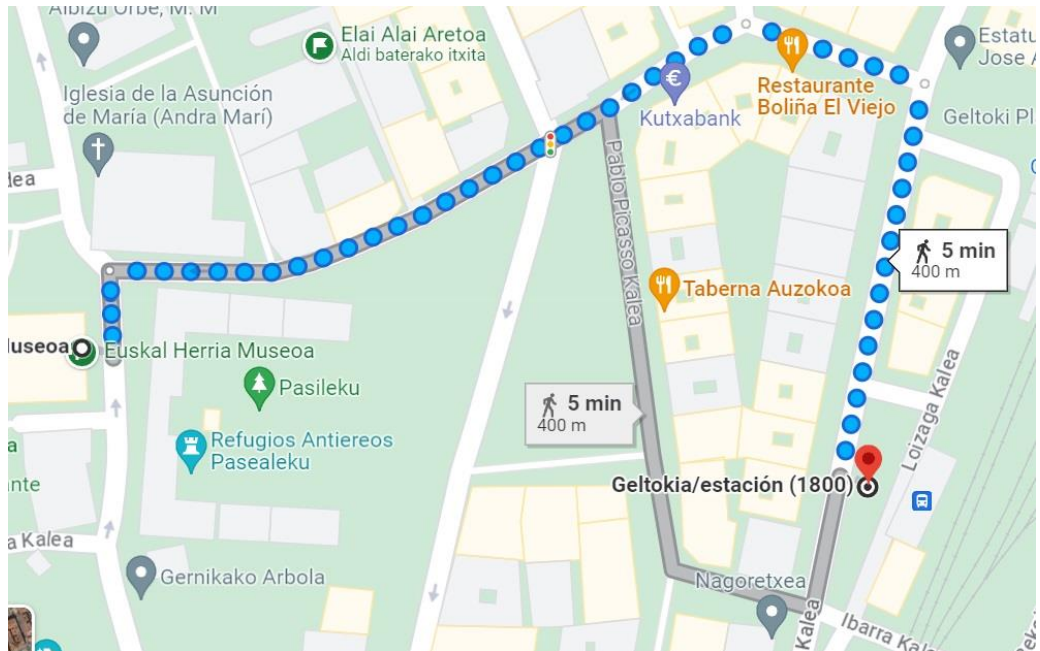 Albizu Orbe, M. M
Elai Alai Aretoa
Aldi baterako itxita
Estatu
Jose A
Iglesia de la Asunción
de María (Andra Marí)
Restaurante
Boliña El Viejo
Kutxabank
Geltoki Pl
Pablo Picasso Kalea
5 min
400 m
Taberna Auzokoa
Euskal Herria Museoa
Pasileku
Loizaga Kalea
5 min
400 m
Refugios Antiereos
Pasealeku
Geltokia/estación (1800)
a Kalea
Gernikako Arbola
Nagoretxea
Kalea
Ibarra Kale